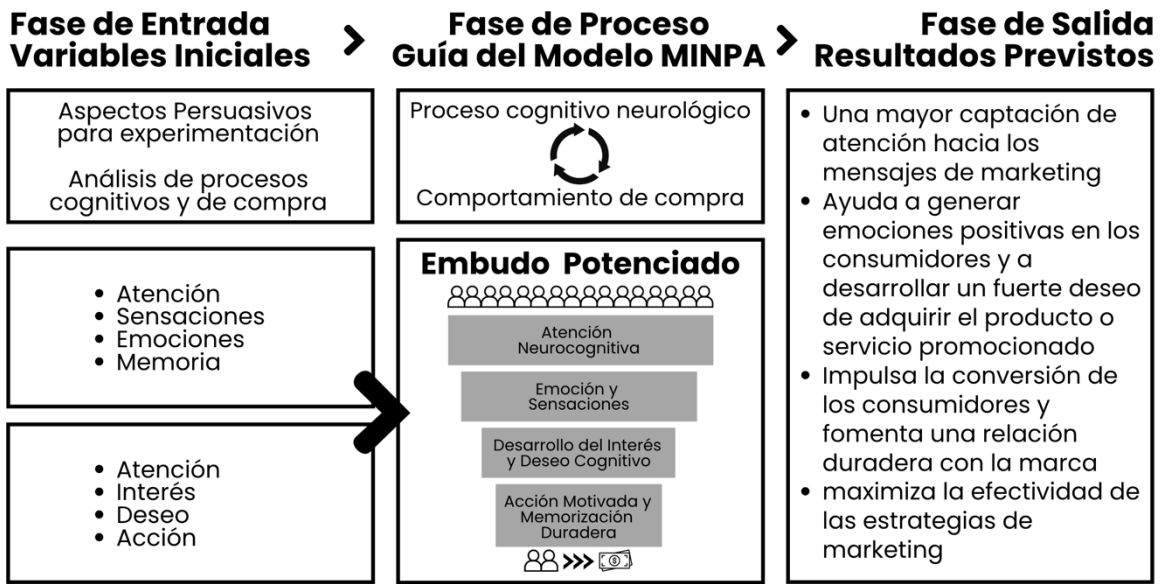 Fase de Entrada
Variables Iniciales
Fase de Proceso
Guía del Modelo MINPA
Fase de Salida
Resultados Previstos
Aspectos Persuasivos
para experimentación
Análisis de procesos
cognitivos y de compra
• Atención
• Sensaciones
• Emociones
• Memoria
• Atención
• Interés
• Deseo
• Acción
Proceso cognitivo neurológico
Comportamiento de compra
Embudo Potenciado
Atención
Neurocognitiva
Emoción y
Sensaciones
Desarrollo del Interés
y Deseo Cognitivo
Acción Motivada y
Memorización
Duradera
• Una mayor captación de
atención hacia los
mensajes de marketing
• Ayuda a generar
emociones positivas en los
consumidores y a
desarrollar un fuerte deseo
de adquirir el producto o
servicio promocionado
• Impulsa la conversión de
los consumidores y
fomenta una relación
duradera con la marca
• maximiza la efectividad de
las estrategias de
marketing